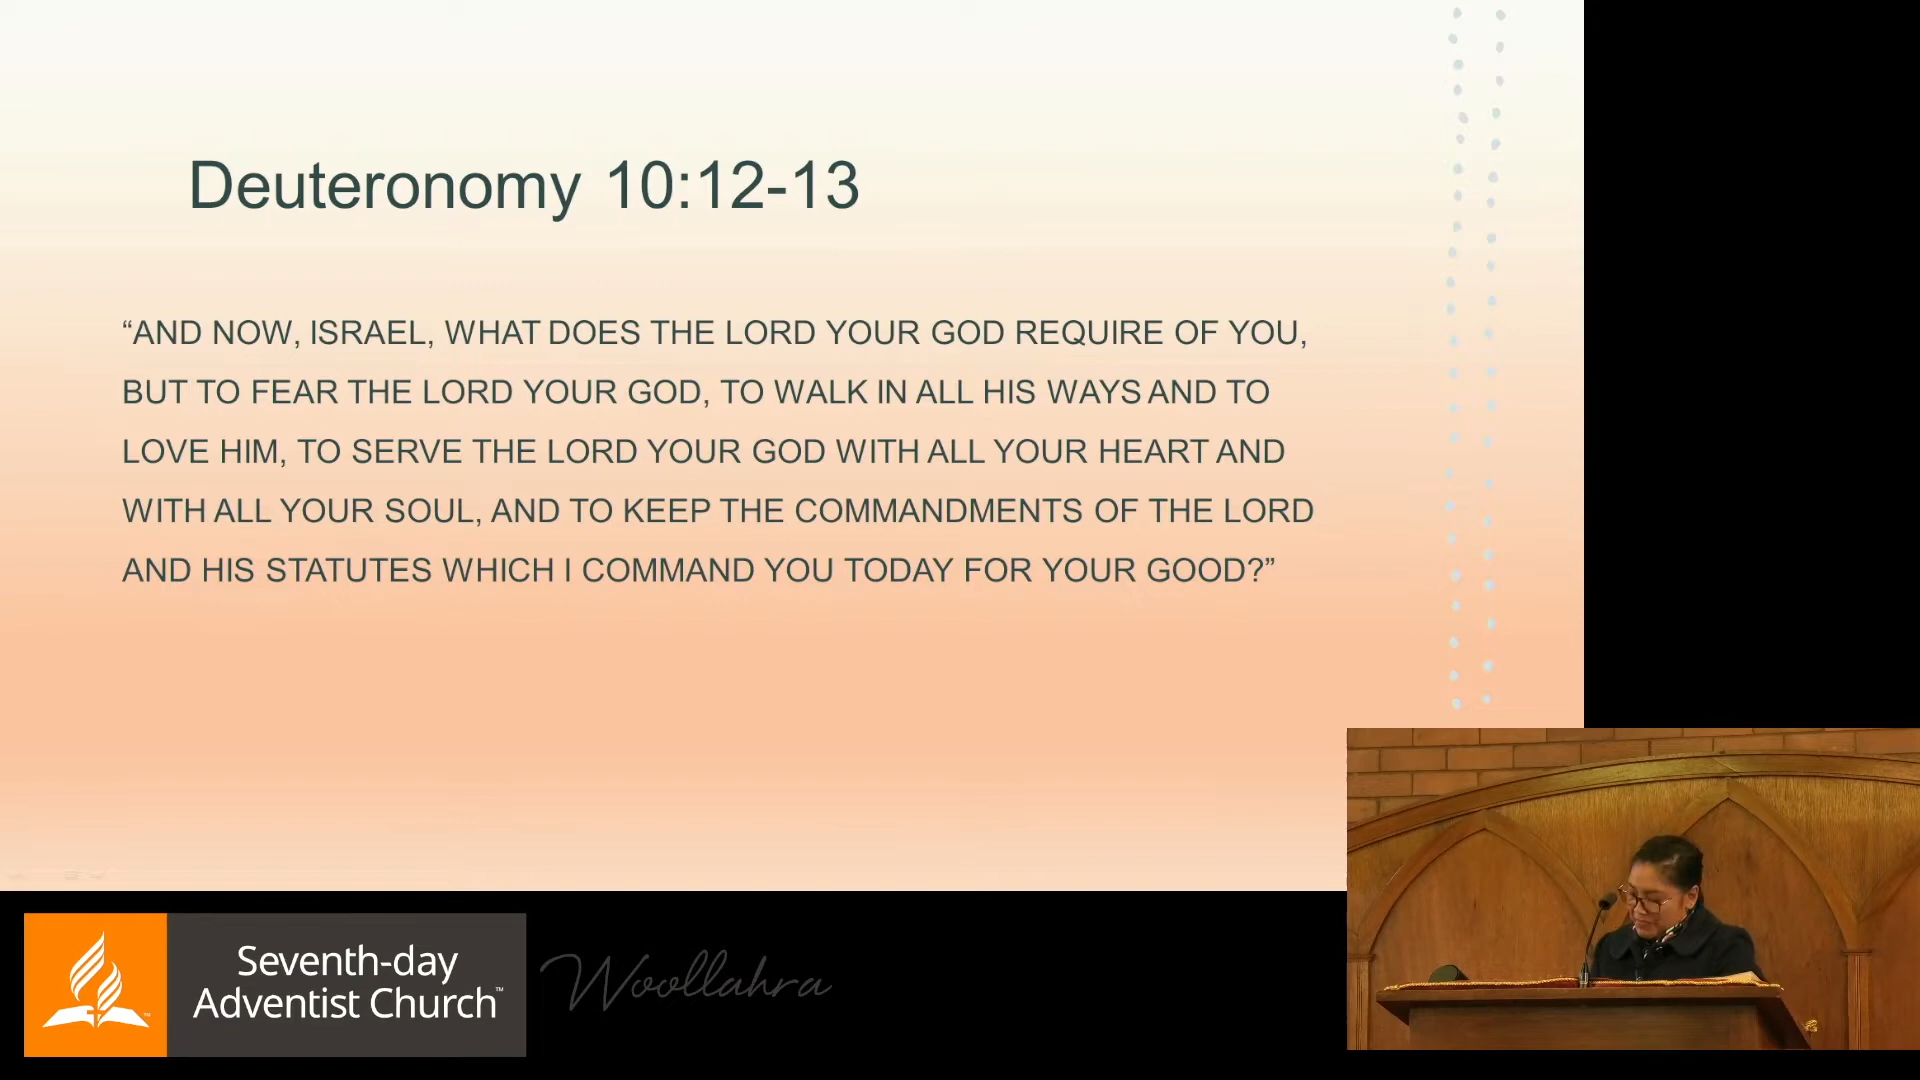 Deuteronomy 10:12-13
“AND NOW, ISRAEL, WHAT DOES THE LORD YOUR GOD REQUIRE OF YOU,
BUT TO FEAR THE LORD YOUR GOD, TO WALK IN ALL HIS WAYS AND TO
LOVE HIM, TO SERVE THE LORD YOUR GOD WITH ALL YOUR HEART AND
WITH ALL YOUR SOUL, AND TO KEEP THE COMMANDMENTS OF THE LORD
AND HIS STATUTES WHICH I COMMAND YOU TODAY FOR YOUR GOOD?”
Seventh-day
Adventist Church™
Woollahra